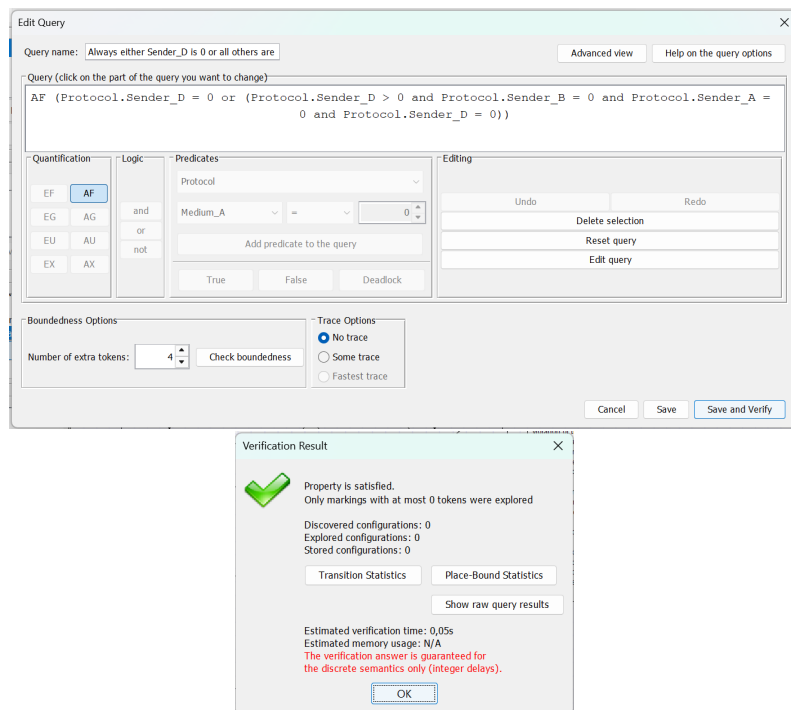 Edit Query
Query name: Always either Sender_D is 0 or all others are
Advanced view
Help on the query options
Query (click on the part of the query you want to change)
AF (Protocol.Sender_D = 0 or (Protocol.Sender_D > 0 and Protocol.Sender_B = 0 and Protocol.Sender_A =
0 and Protocol.Sender_D = 0))
Quantification
EF AF
EG AG
EU AU
EX AX
Logic
and
or
not
Predicates
Protocol
Medium_A = 0
Add predicate to the query
True False Deadlock
Editing
Undo Redo
Delete selection
Reset query
Edit query
Boundedness Options
Number of extra tokens: 4 Check boundedness
Trace Options
No trace
Some trace
Fastest trace
Cancel Save Save and Verify
Verification Result
Property is satisfied.
Only markings with at most 0 tokens were explored
Discovered configurations: 0
Explored configurations: 0
Stored configurations: 0
Transition Statistics Place-Bound Statistics
Show raw query results
Estimated verification time: 0,05s
Estimated memory usage: N/A
The verification answer is guaranteed for
the discrete semantics only (integer delays).
OK